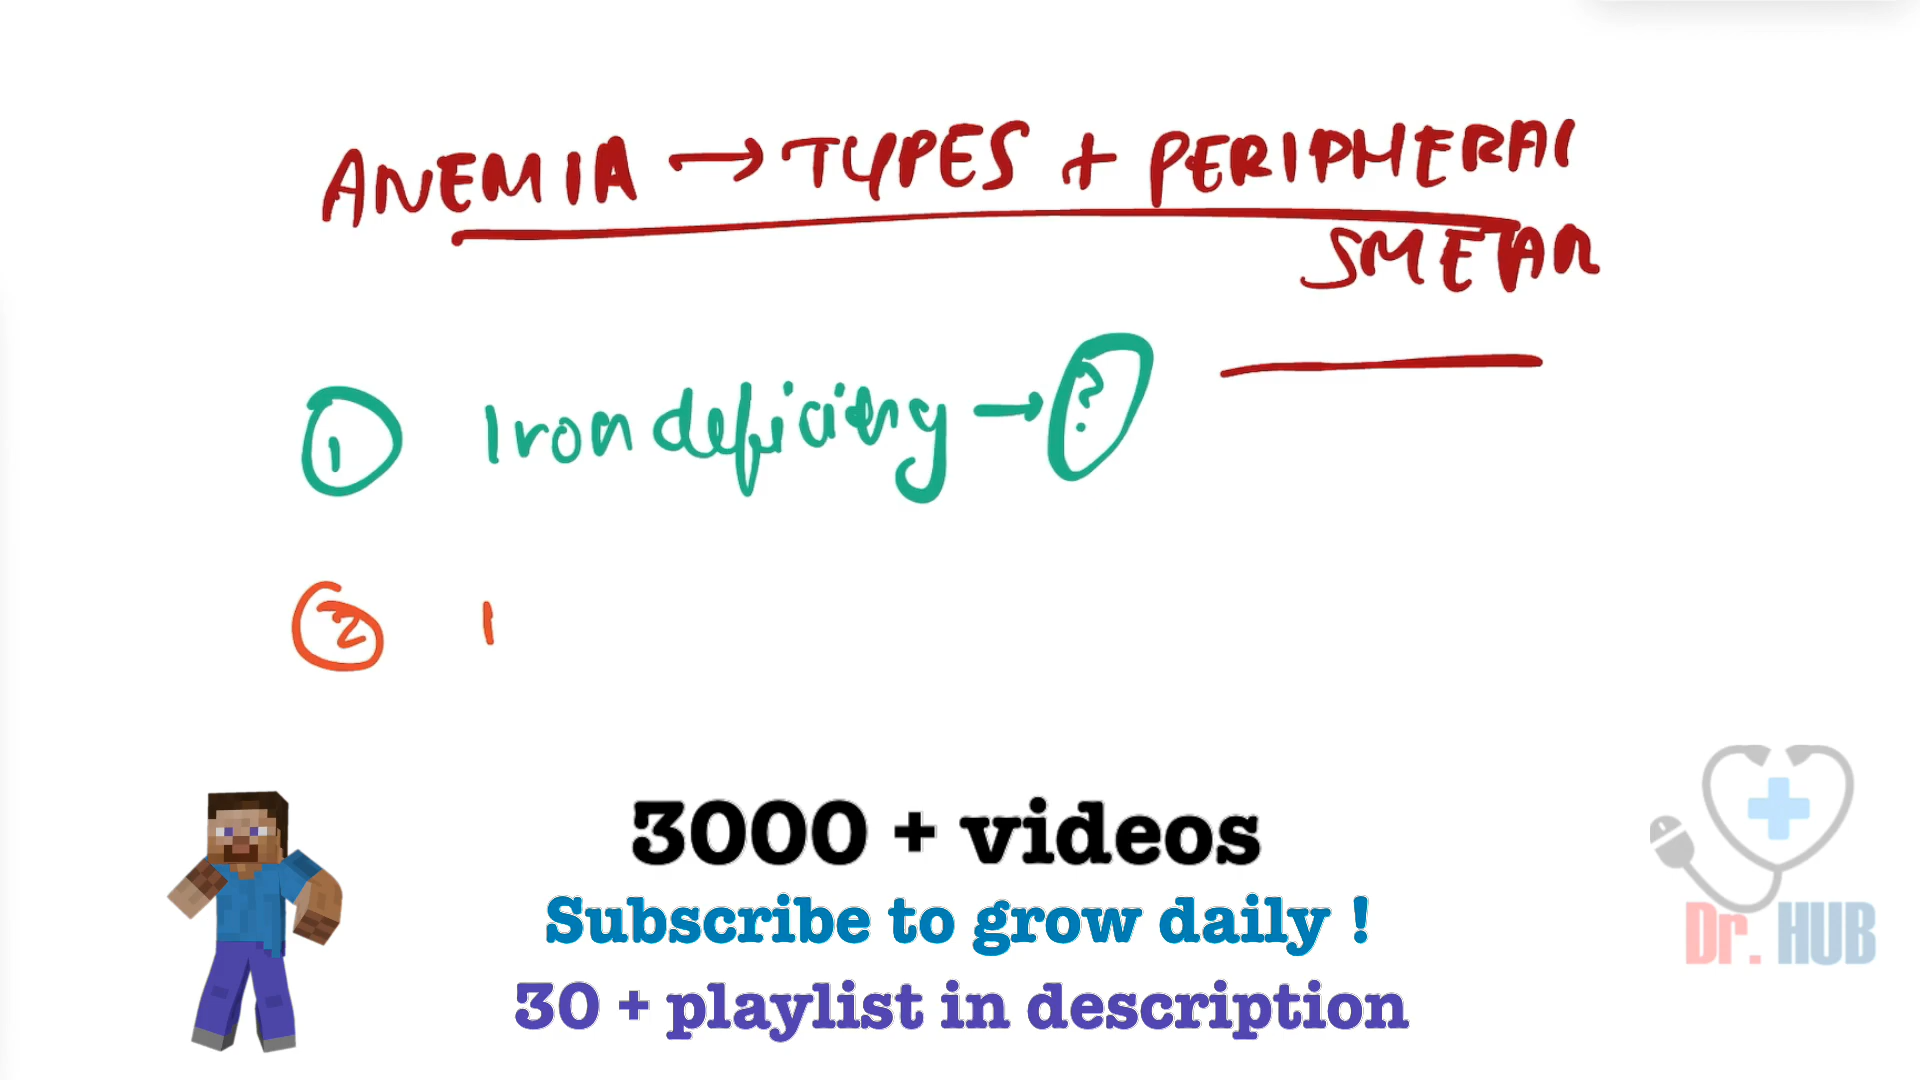 ANEMIA → TYPES + PERIPHERAL
SMEAR
1 Iron deficieny → ?
2 I
3000 + videos
Subscribe to grow daily !
30 + playlist in description
Dr. HUB